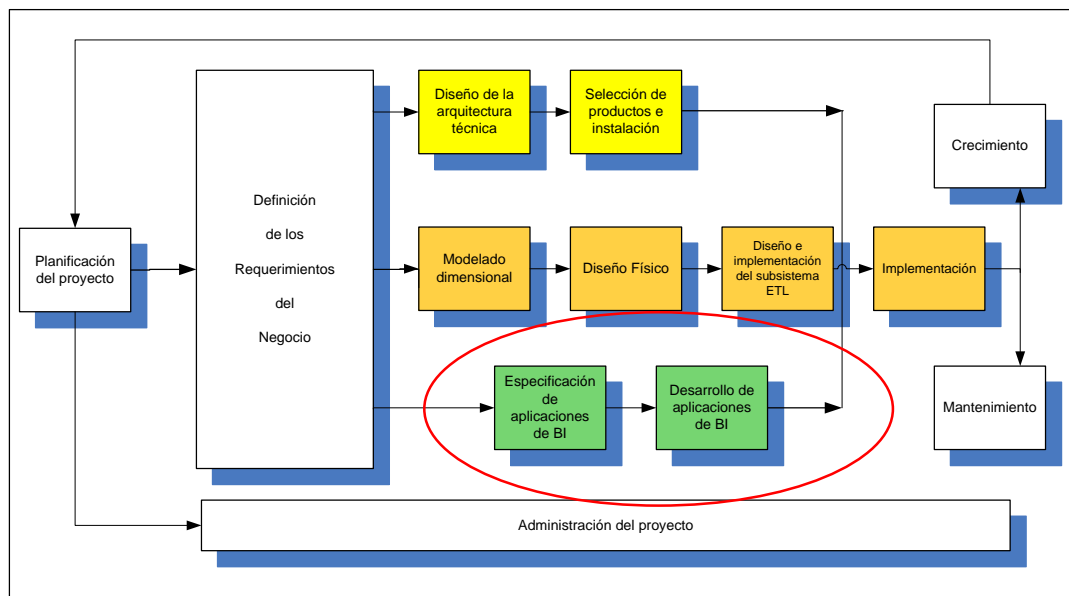 Diseño de la
arquitectura
técnica
Selección de
productos e
instalación
Crecimiento
Definición
de los
Requerimientos
del
Negocio
Planificación
del proyecto
Modelado
dimensional
Diseño Físico
Diseño e
implementación
del subsistema
ETL
Implementación
Especificación
de
aplicaciones
de BI
Desarrollo de
aplicaciones
de BI
Mantenimiento
Administración del proyecto